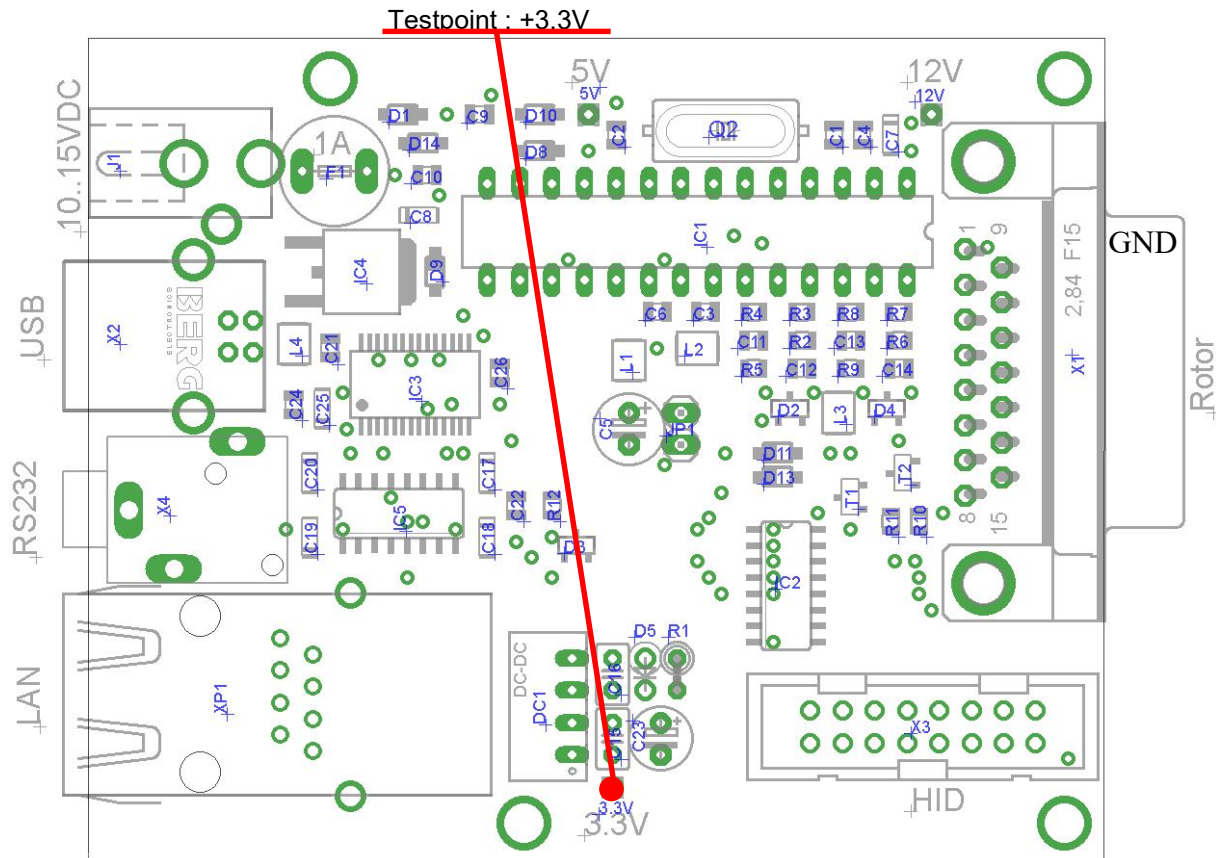 Testpoint : +3.3V
5V
12V
5V
12V
10..15VDC
J1
1A
F1
D1
C9
D10
D14
D8
C2
Q2
C1
C4
C7
C10
C8
IC1
IC4
D9
1
9
GND
2,84 F15
USB
X2
BERG
ELECTRONICS
L4
C21
C6
C3
R4
R3
R8
R7
L1
L2
C11
R2
C13
R6
C26
IC3
R5
C12
R9
C14
X1
Rotor
C24
C25
C5
JP1
D2
L3
D4
D11
D13
RS232
X4
C20
C17
T2
T1
C22
R12
IC5
C19
C18
D3
R11
R10
8
15
IC2
LAN
XP1
DC-DC
DC1
C16
D5
R1
C15
C23
X3
3.3V
3.3V
HID